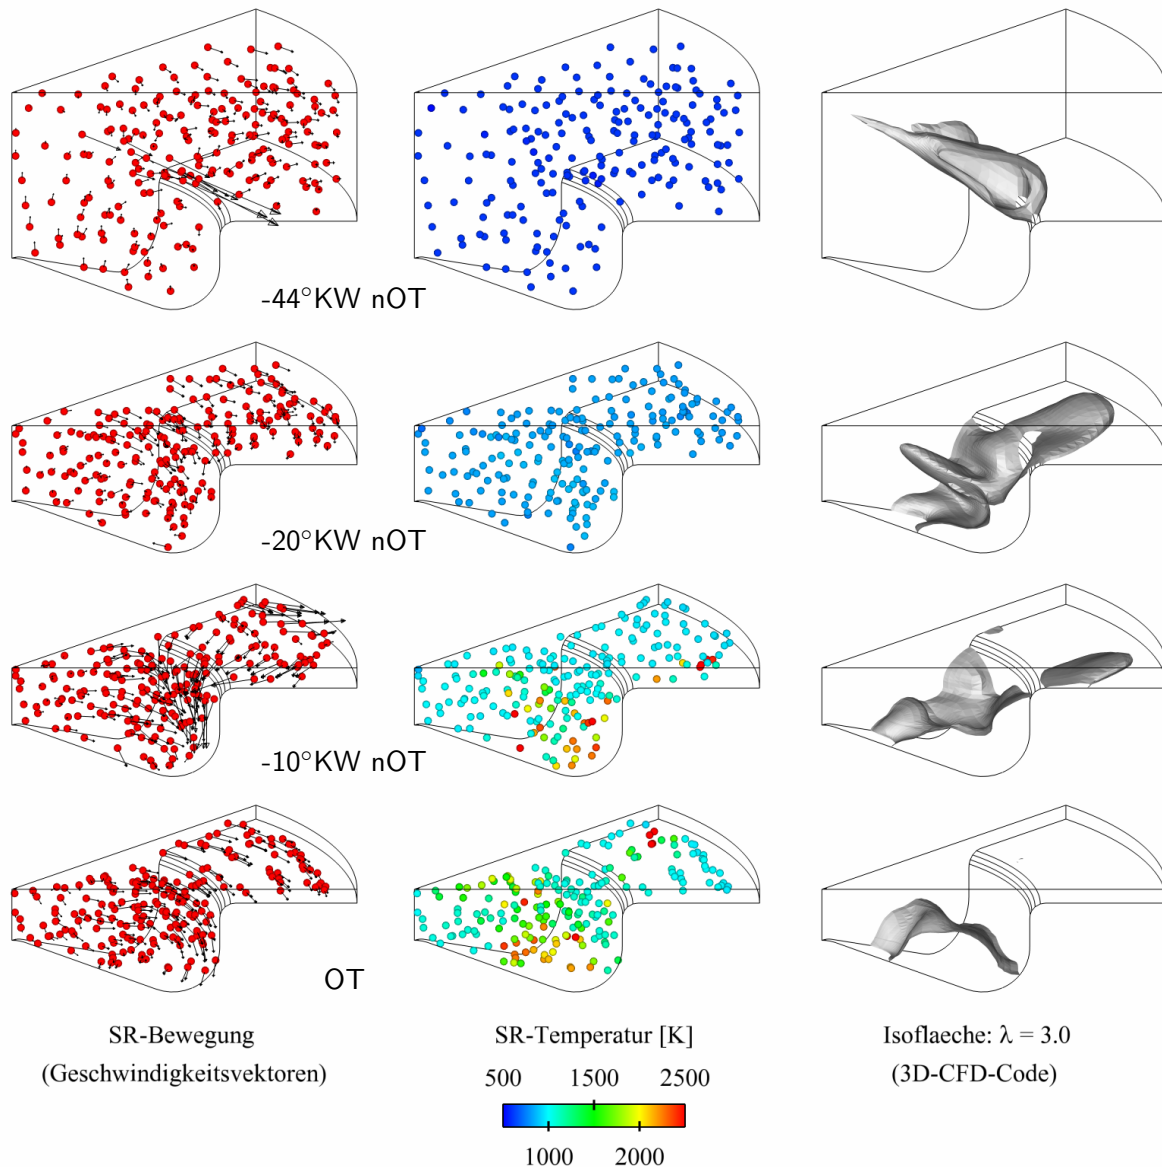 -44°KW nOT
-20°KW nOT
-10°KW nOT
OT
SR-Bewegung
(Geschwindigkeitsvektoren)
SR-Temperatur [K]
500 1500 2500
1000 2000
Isoflaeche: λ = 3.0
(3D-CFD-Code)